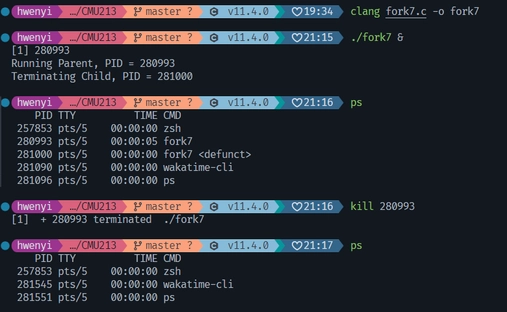 hwenyi …/CMU213 master ? C v11.4.0 19:34 clang fork7.c -o fork7
hwenyi …/CMU213 master ? C v11.4.0 21:15 ./fork7 &
[1] 280993
Running Parent, PID = 280993
Terminating Child, PID = 281000
hwenyi …/CMU213 master ? C v11.4.0 21:16 ps
PID TTY TIME CMD
257853 pts/5 00:00:00 zsh
280993 pts/5 00:00:05 fork7
281000 pts/5 00:00:00 fork7 <defunct>
281090 pts/5 00:00:00 wakatime-cli
281096 pts/5 00:00:00 ps
hwenyi …/CMU213 master ? C v11.4.0 21:16 kill 280993
[1] + 280993 terminated ./fork7
hwenyi …/CMU213 master ? C v11.4.0 21:17 ps
PID TTY TIME CMD
257853 pts/5 00:00:00 zsh
281545 pts/5 00:00:00 wakatime-cli
281551 pts/5 00:00:00 ps